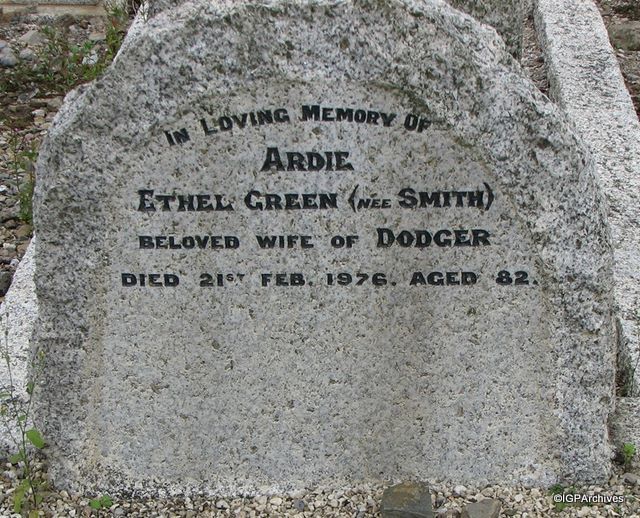 In Loving Memory Of
Ardie
Ethel Green (nee Smith)
beloved wife of Dodger
Died 21st Feb. 1976. aged 82.
©IGPArchives